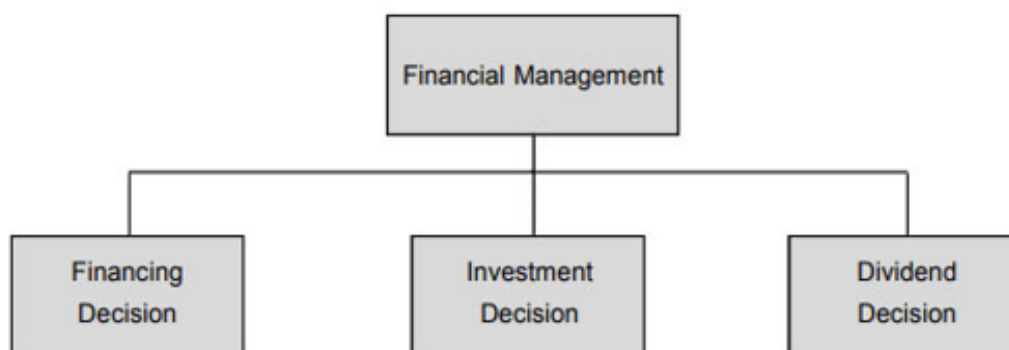 Financial Management
Financing
Decision
Investment
Decision
Dividend
Decision